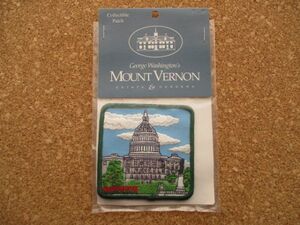 Collectible
Patch
George Washington's
MOUNT VERNON
ESTATE & GARDENS